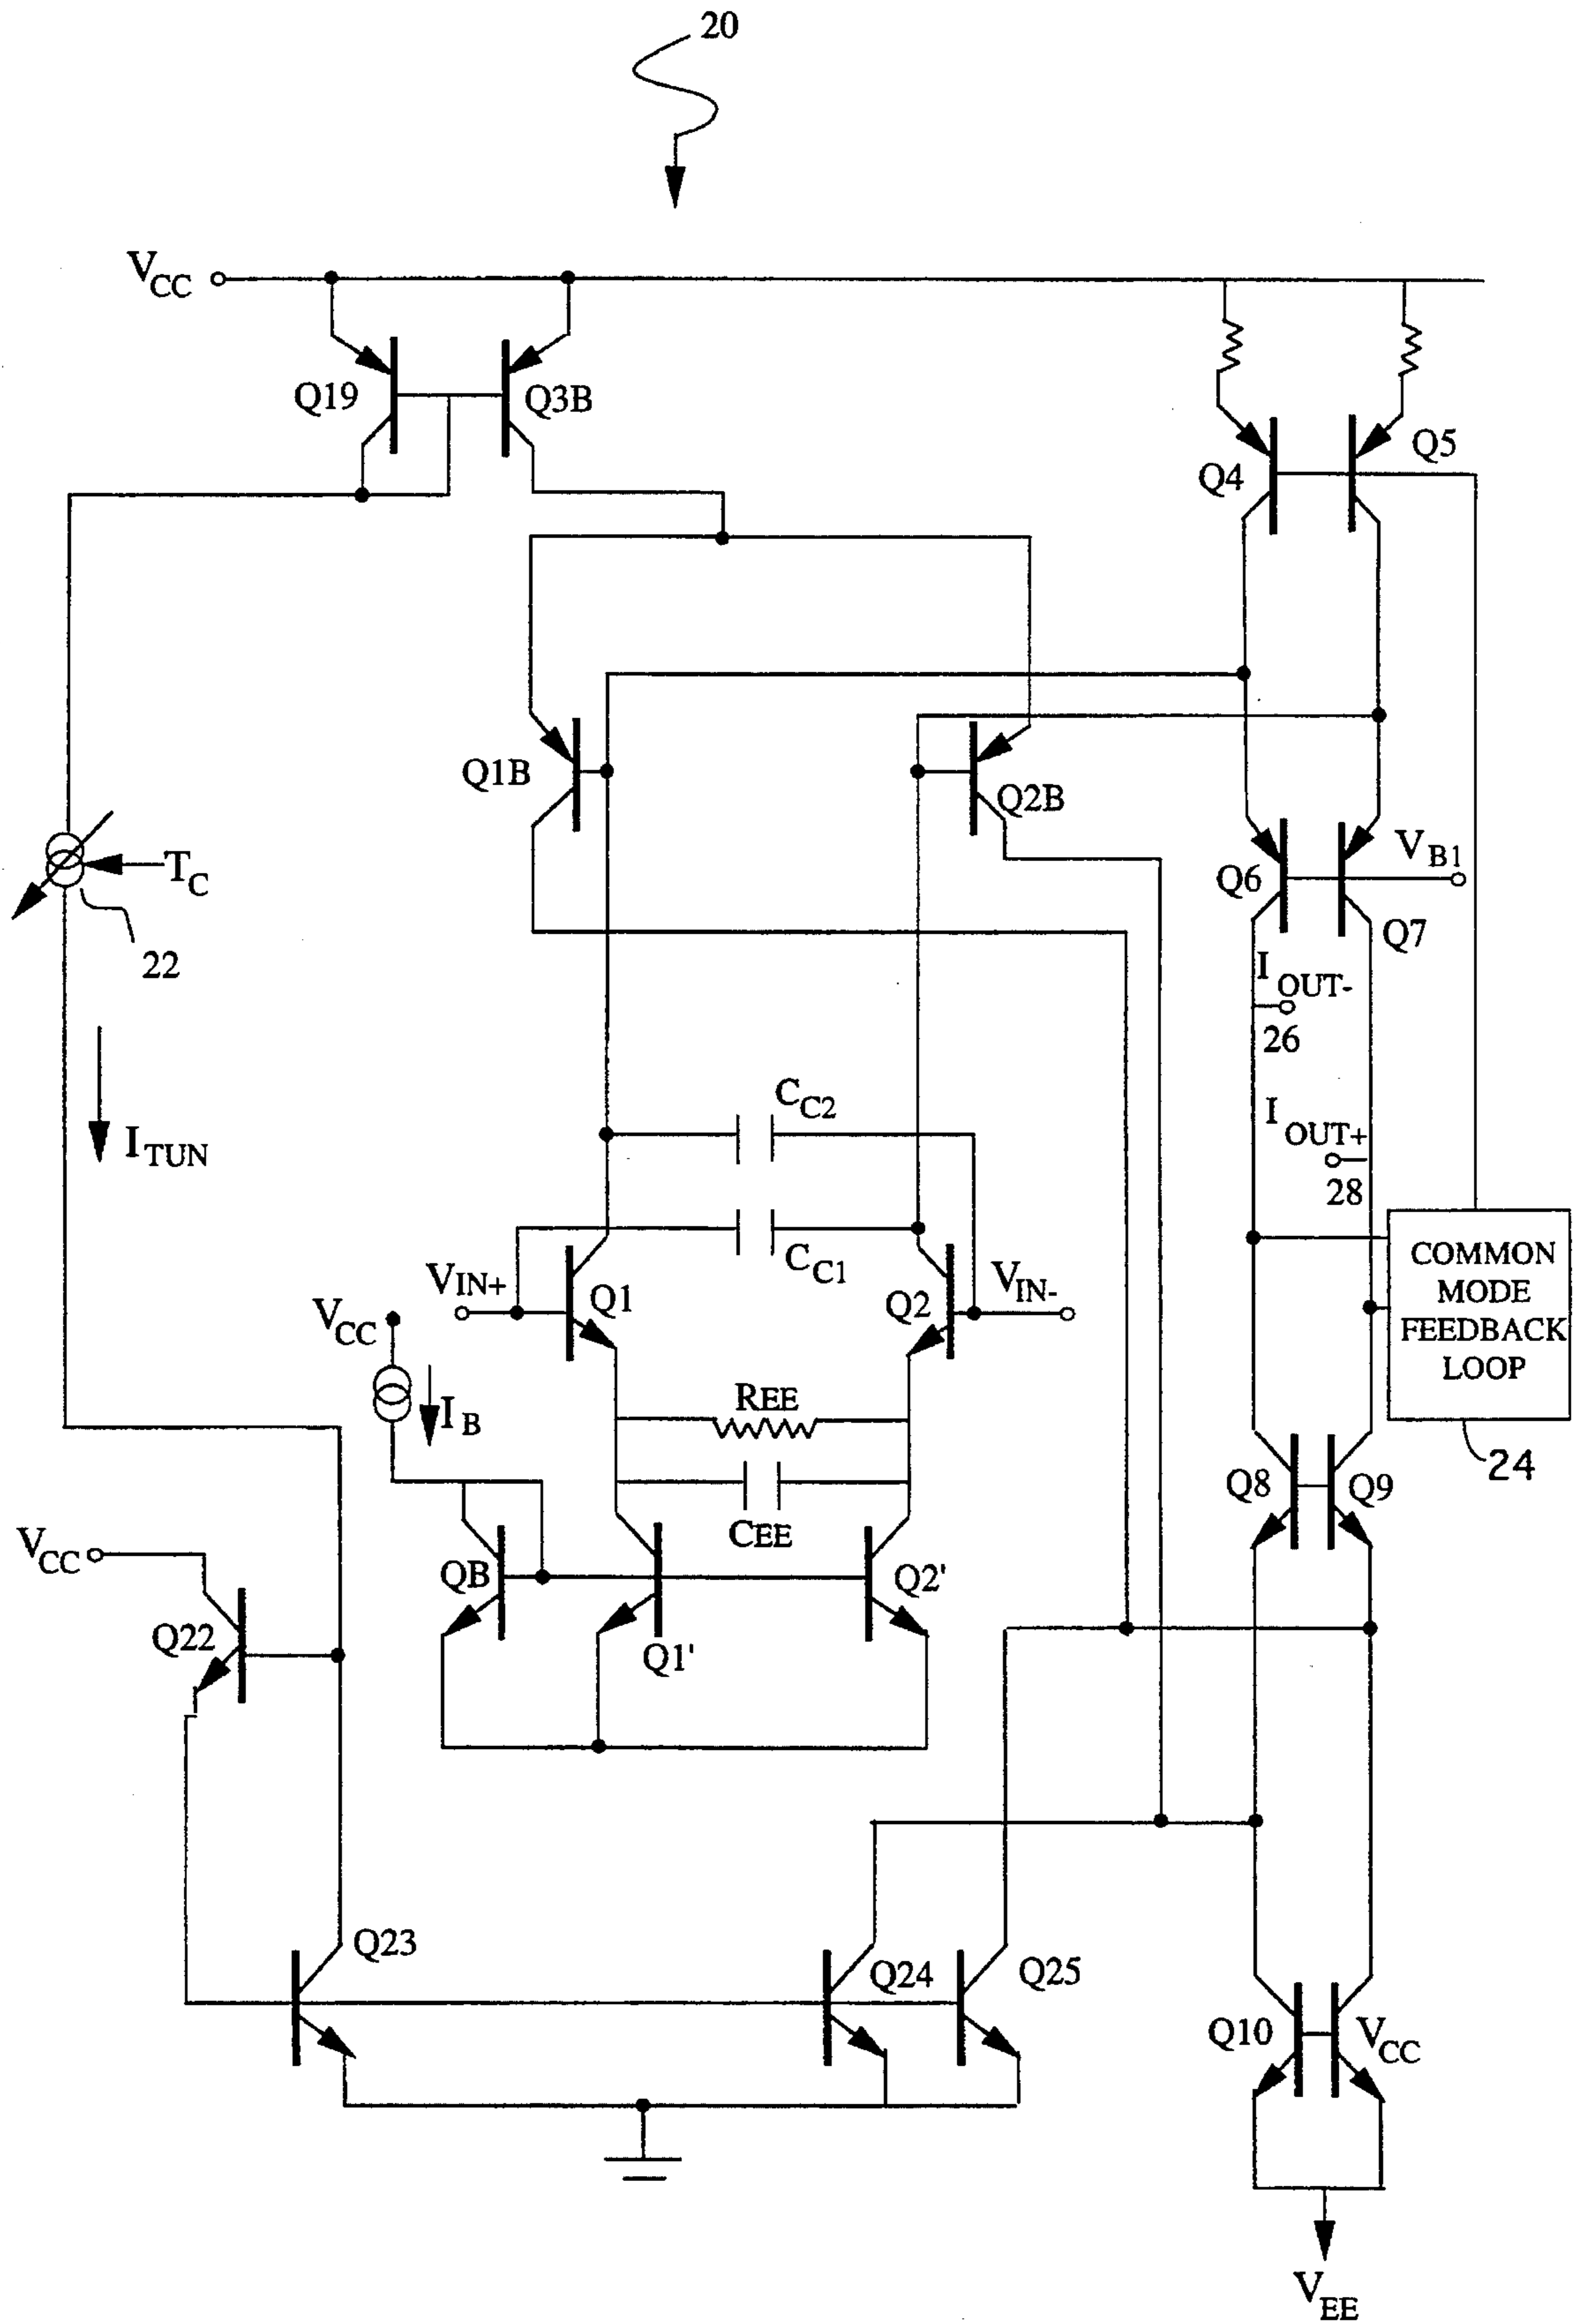 20
VCC
Q19
Q3B
Q4
Q5
Q1B
Q2B
TC
22
VB1
Q6
Q7
IOUT-
26
ITUN
CC2
IOUT+
28
CC1
VIN+
Q1
Q2
VIN-
VCC
IB
REE
COMMON
MODE
FEEDBACK
LOOP
24
CEE
Q8
Q9
VCC
QB
Q1'
Q2'
Q22
Q23
Q24
Q25
Q10
VCC
VEE